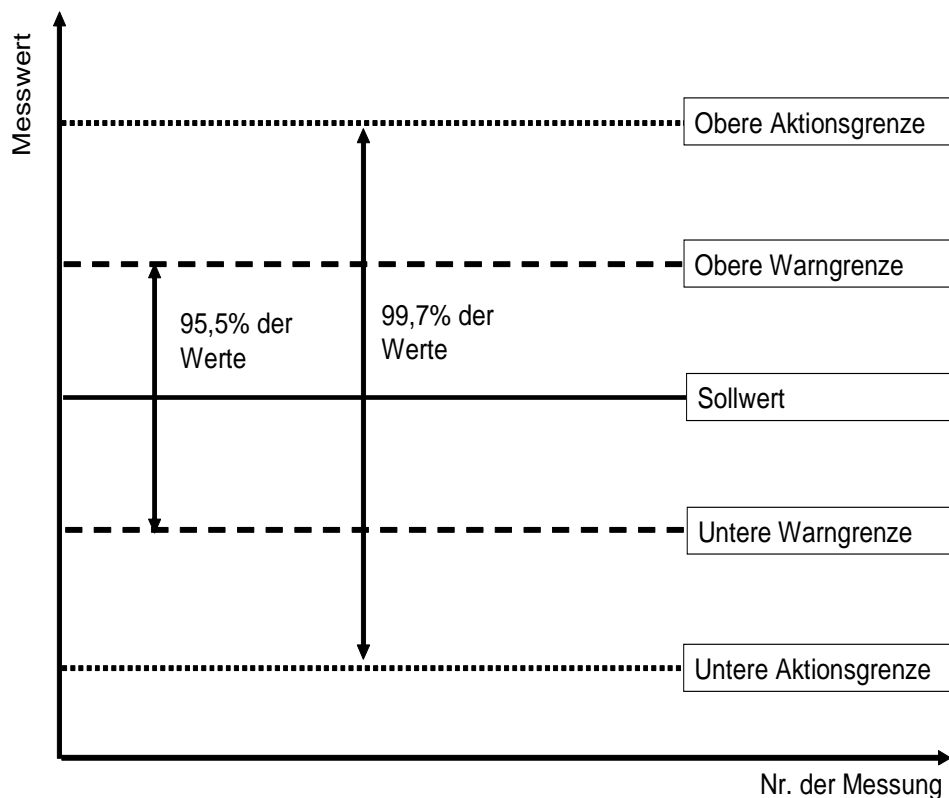 Messwert
Obere Aktionsgrenze
Obere Warngrenze
95,5% der
Werte
99,7% der
Werte
Sollwert
Untere Warngrenze
Untere Aktionsgrenze
Nr. der Messung